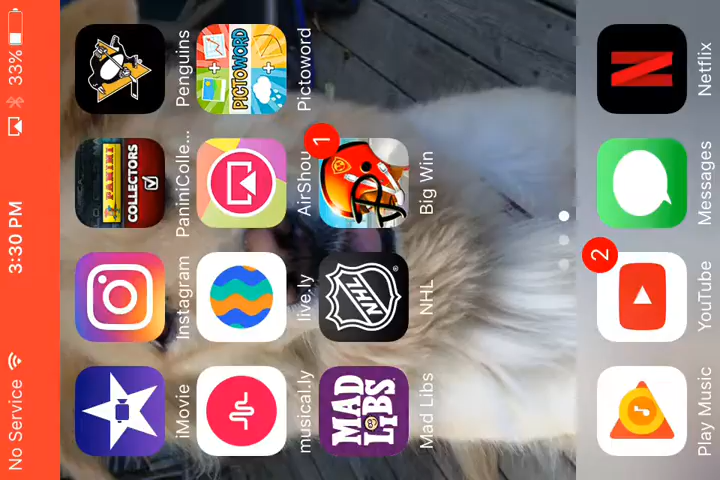 No Service 3:30 PM 33%
iMovie Instagram PaniniColle... Penguins
PANINI
COLLECTORS
musical.ly live.ly AirShou Pictoword
PICTOWORD
MAD
LIBS®
NHL®
1
Mad Libs NHL Big Win
2
N
Play Music YouTube Messages Netflix